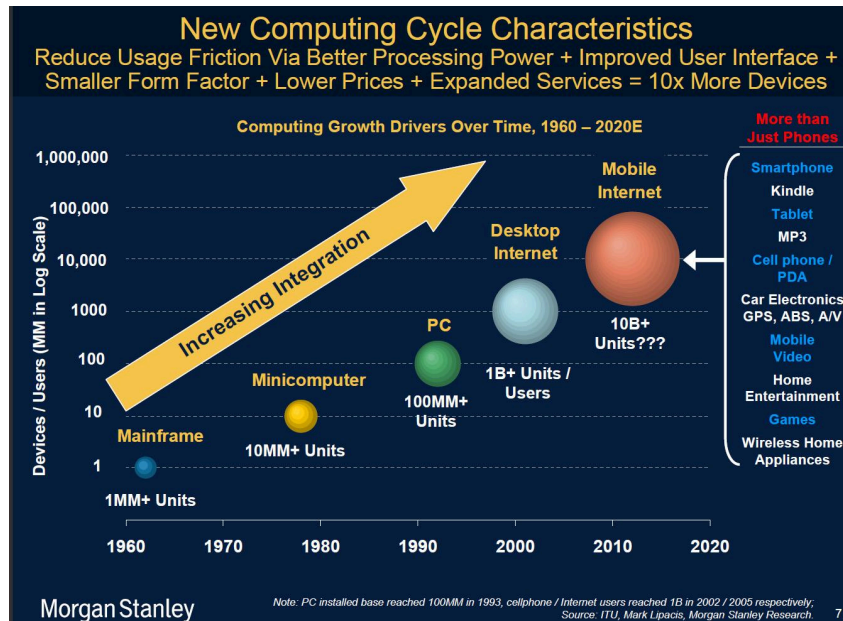 New Computing Cycle Characteristics
Reduce Usage Friction Via Better Processing Power + Improved User Interface +
Smaller Form Factor + Lower Prices + Expanded Services = 10x More Devices
Computing Growth Drivers Over Time, 1960 – 2020E
More than
Just Phones
Devices / Users (MM in Log Scale)
1,000,000
100,000
10,000
1000
100
10
1
Increasing Integration
Mainframe
1MM+ Units
Minicomputer
10MM+ Units
PC
100MM+
Units
Desktop
Internet
1B+ Units /
Users
Mobile
Internet
10B+
Units???
Smartphone
Kindle
Tablet
MP3
Cell phone /
PDA
Car Electronics
GPS, ABS, A/V
Mobile
Video
Home
Entertainment
Games
Wireless Home
Appliances
1960
1970
1980
1990
2000
2010
2020
Morgan Stanley
Note: PC installed base reached 100MM in 1993, cellphone / Internet users reached 1B in 2002 / 2005 respectively;
Source: ITU, Mark Lipacis, Morgan Stanley Research.
7